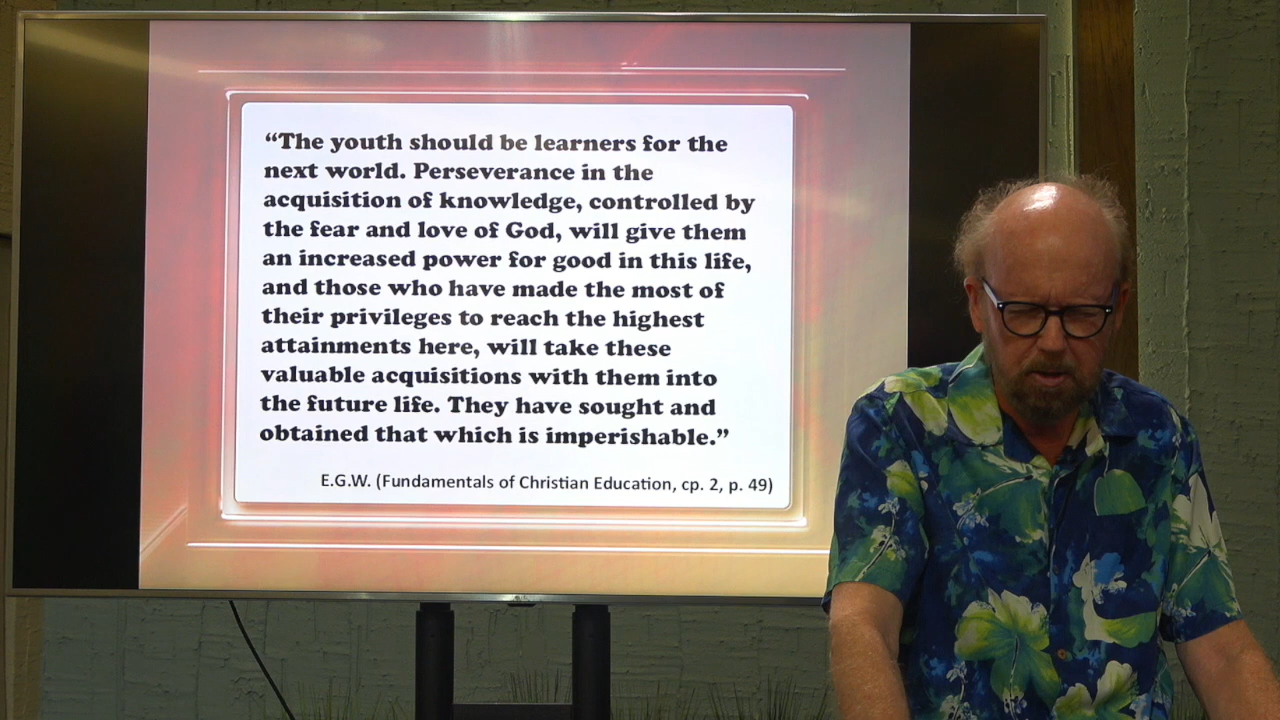 “The youth should be learners for the
next world. Perseverance in the
acquisition of knowledge, controlled by
the fear and love of God, will give them
an increased power for good in this life,
and those who have made the most of
their privileges to reach the highest
attainments here, will take these
valuable acquisitions with them into
the future life. They have sought and
obtained that which is imperishable.”
E.G.W. (Fundamentals of Christian Education, cp. 2, p. 49)